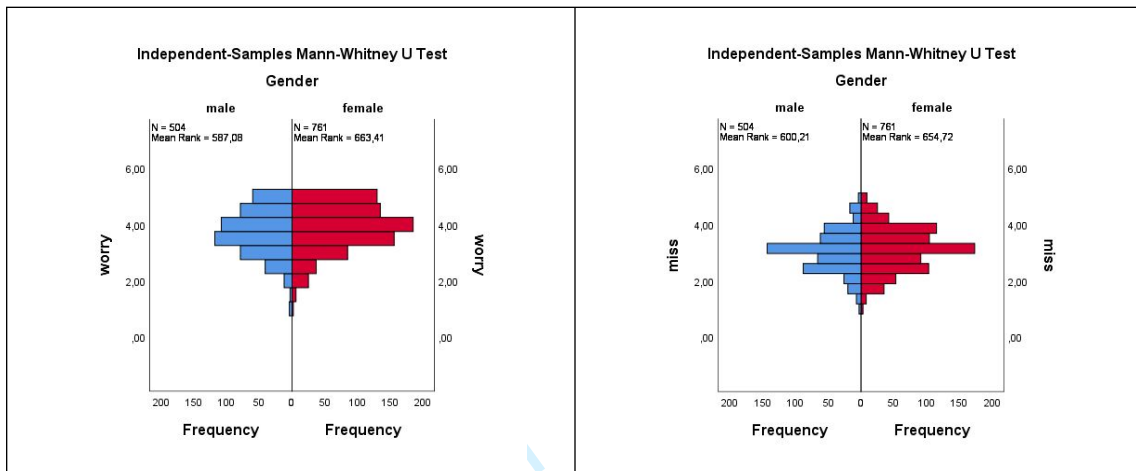 Independent-Samples Mann-Whitney U Test
Gender
male female
N = 504 N = 761
Mean Rank = 587,08 Mean Rank = 663,41
6,00 6,00
4,00 4,00
worry worry
2,00 2,00
,00 ,00
200 150 100 50 0 50 100 150 200
Frequency Frequency
Independent-Samples Mann-Whitney U Test
Gender
male female
N = 504 N = 761
Mean Rank = 600,21 Mean Rank = 654,72
6,00 6,00
4,00 4,00
miss miss
2,00 2,00
,00 ,00
200 150 100 50 0 50 100 150 200
Frequency Frequency